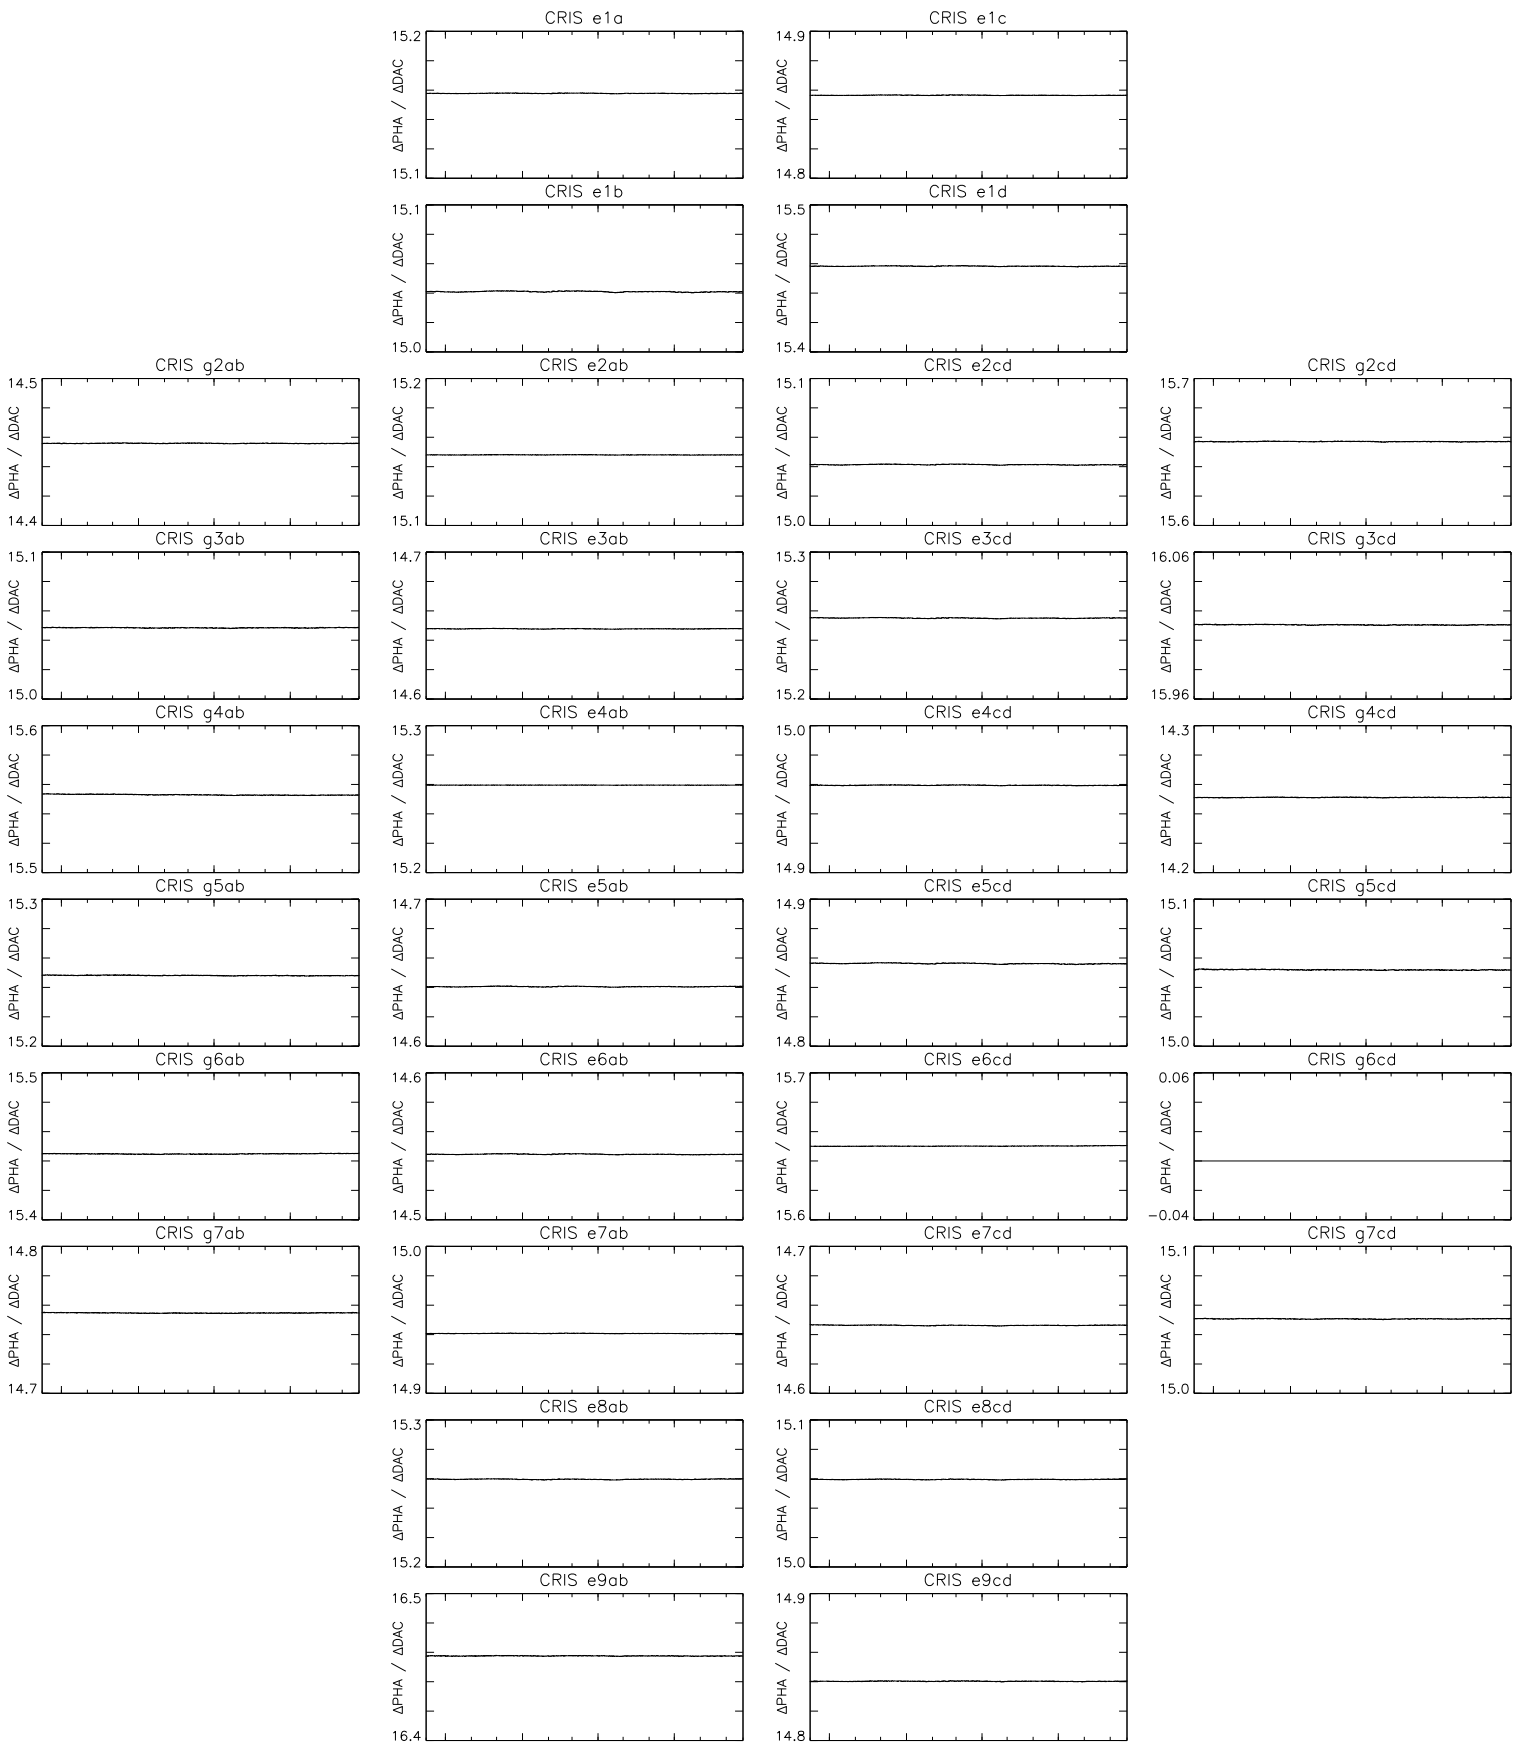 CRIS e1a
15.2
ΔPHA / ΔDAC
15.1
CRIS e1c
14.9
ΔPHA / ΔDAC
14.8
CRIS e1b
15.1
ΔPHA / ΔDAC
15.0
CRIS e1d
15.5
ΔPHA / ΔDAC
15.4
CRIS g2ab
14.5
ΔPHA / ΔDAC
14.4
CRIS e2ab
15.2
ΔPHA / ΔDAC
15.1
CRIS e2cd
15.1
ΔPHA / ΔDAC
15.0
CRIS g2cd
15.7
ΔPHA / ΔDAC
15.6
CRIS g3ab
15.1
ΔPHA / ΔDAC
15.0
CRIS e3ab
14.7
ΔPHA / ΔDAC
14.6
CRIS e3cd
15.3
ΔPHA / ΔDAC
15.2
CRIS g3cd
16.06
ΔPHA / ΔDAC
15.96
CRIS g4ab
15.6
ΔPHA / ΔDAC
15.5
CRIS e4ab
15.3
ΔPHA / ΔDAC
15.2
CRIS e4cd
15.0
ΔPHA / ΔDAC
14.9
CRIS g4cd
14.3
ΔPHA / ΔDAC
14.2
CRIS g5ab
15.3
ΔPHA / ΔDAC
15.2
CRIS e5ab
14.7
ΔPHA / ΔDAC
14.6
CRIS e5cd
14.9
ΔPHA / ΔDAC
14.8
CRIS g5cd
15.1
ΔPHA / ΔDAC
15.0
CRIS g6ab
15.5
ΔPHA / ΔDAC
15.4
CRIS e6ab
14.6
ΔPHA / ΔDAC
14.5
CRIS e6cd
15.7
ΔPHA / ΔDAC
15.6
CRIS g6cd
0.06
ΔPHA / ΔDAC
−0.04
CRIS g7ab
14.8
ΔPHA / ΔDAC
14.7
CRIS e7ab
15.0
ΔPHA / ΔDAC
14.9
CRIS e7cd
14.7
ΔPHA / ΔDAC
14.6
CRIS g7cd
15.1
ΔPHA / ΔDAC
15.0
CRIS e8ab
15.3
ΔPHA / ΔDAC
15.2
CRIS e8cd
15.1
ΔPHA / ΔDAC
15.0
CRIS e9ab
16.5
ΔPHA / ΔDAC
16.4
CRIS e9cd
14.9
ΔPHA / ΔDAC
14.8